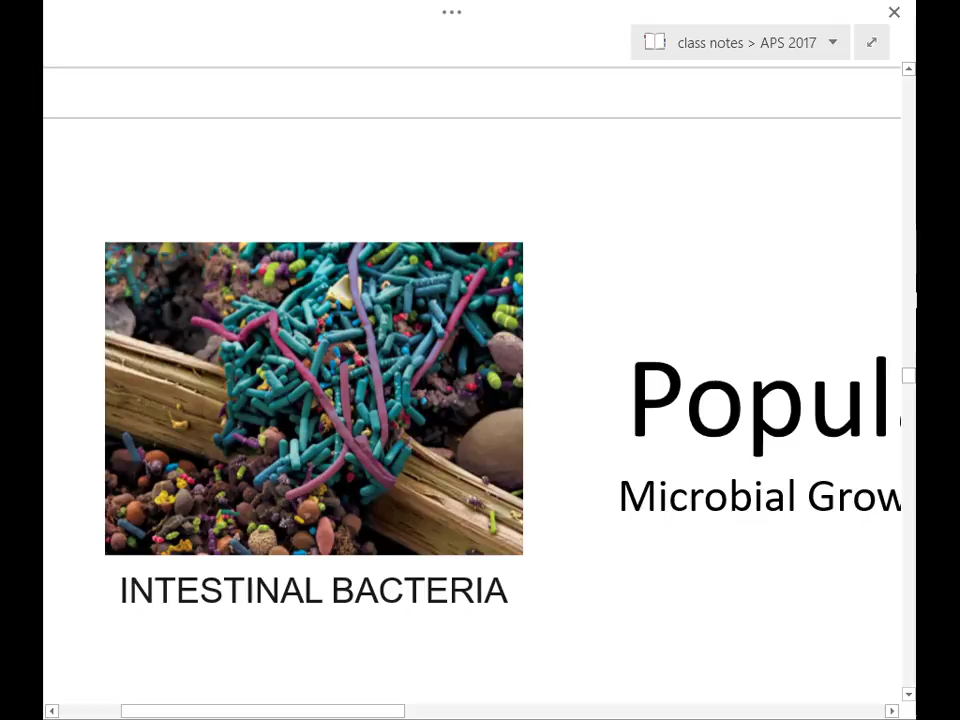 class notes > APS 2017
Popul
Microbial Grow
INTESTINAL BACTERIA